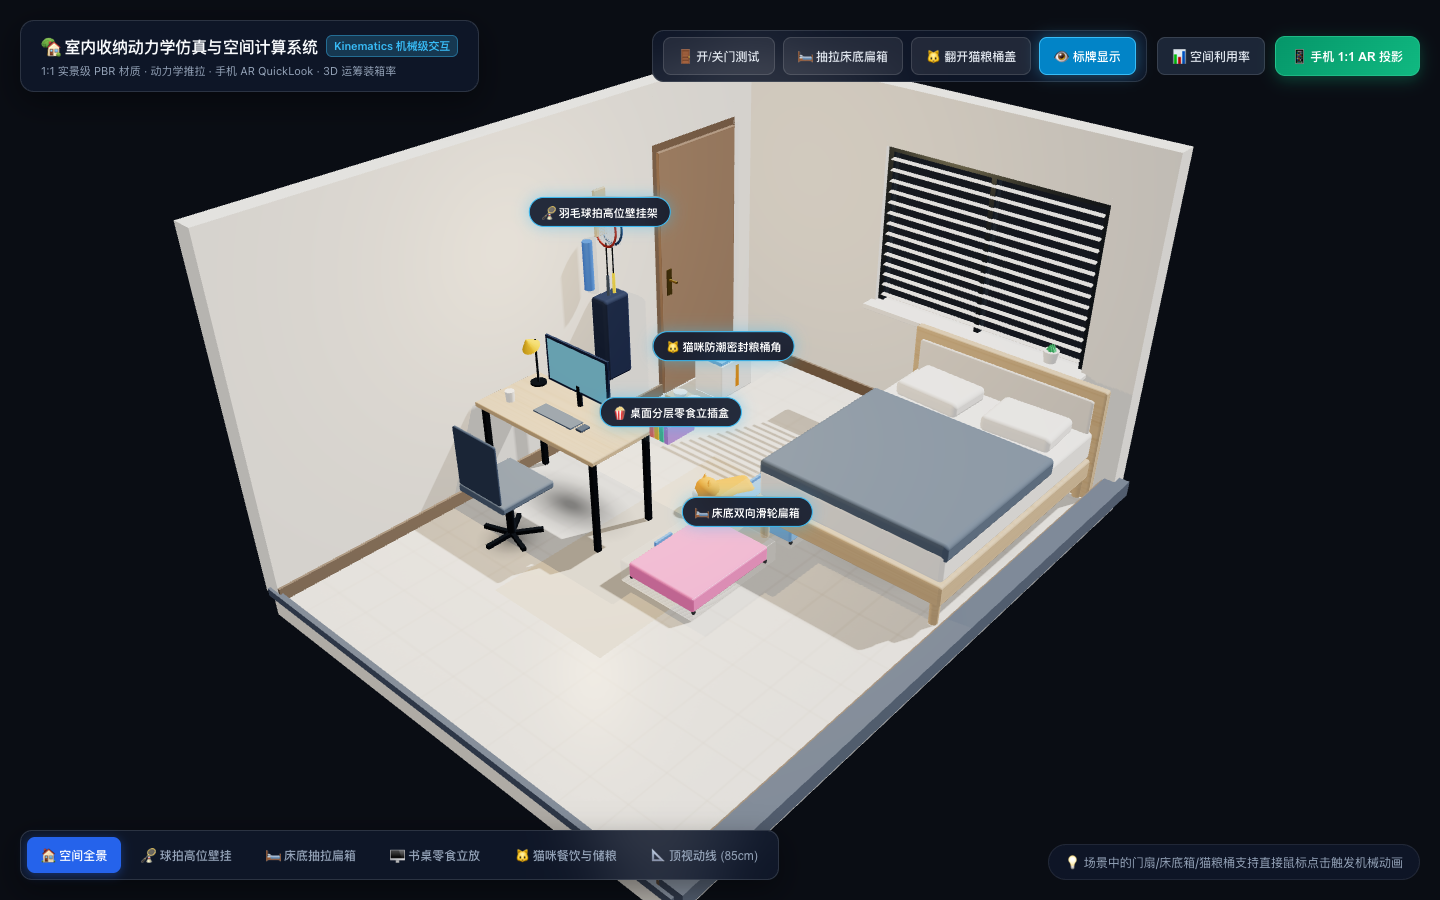 室内收纳动力学仿真与空间计算系统 Kinematics 机械级交互
1:1 实景级 PBR 材质 · 动力学推拉 · 手机 AR QuickLook · 3D 运筹装箱率
开/关门测试
抽拉床底扁箱
翻开猫粮桶盖
标牌显示
空间利用率
手机 1:1 AR 投影
羽毛球拍高位壁挂架
猫咪防潮密封粮桶角
桌面分层零食立插盒
床底双向滑轮扁箱
空间全景
球拍高位壁挂
床底抽拉扁箱
书桌零食立放
猫咪餐饮与储粮
顶视动线 (85cm)
场景中的门扇/床底箱/猫粮桶支持直接鼠标点击触发机械动画